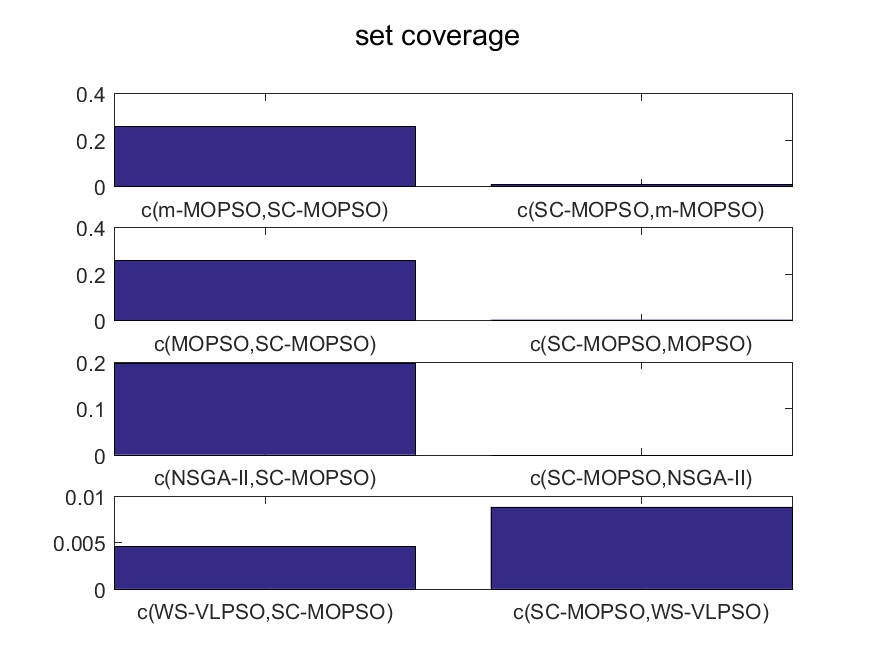 set coverage
0.4
0.2
0
c(m-MOPSO,SC-MOPSO) c(SC-MOPSO,m-MOPSO)
0.4
0.2
0
c(MOPSO,SC-MOPSO) c(SC-MOPSO,MOPSO)
0.2
0.1
0
c(NSGA-II,SC-MOPSO) c(SC-MOPSO,NSGA-II)
0.01
0.005
0
c(WS-VLPSO,SC-MOPSO) c(SC-MOPSO,WS-VLPSO)